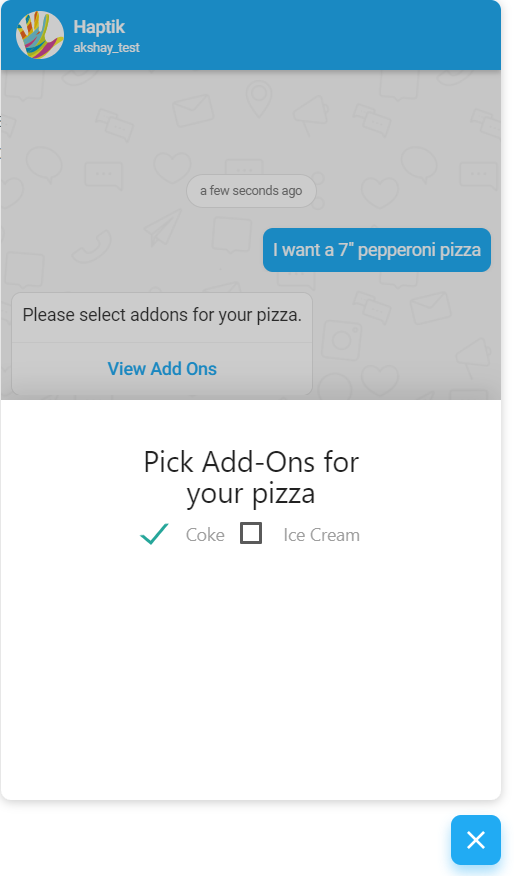 Haptik
akshay_test
a few seconds ago
I want a 7" pepperoni pizza
Please select addons for your pizza.
View Add Ons
Pick Add-Ons for
your pizza
Coke Ice Cream